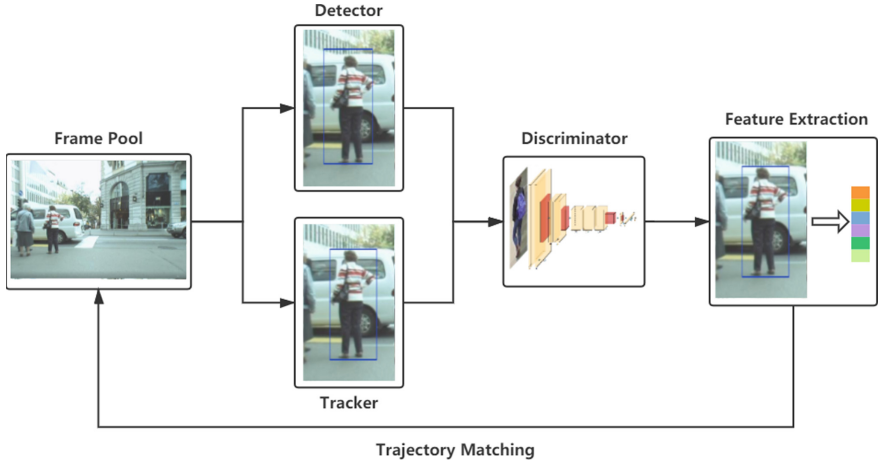 Detector
Frame Pool
Discriminator
Feature Extraction
Tracker
Trajectory Matching